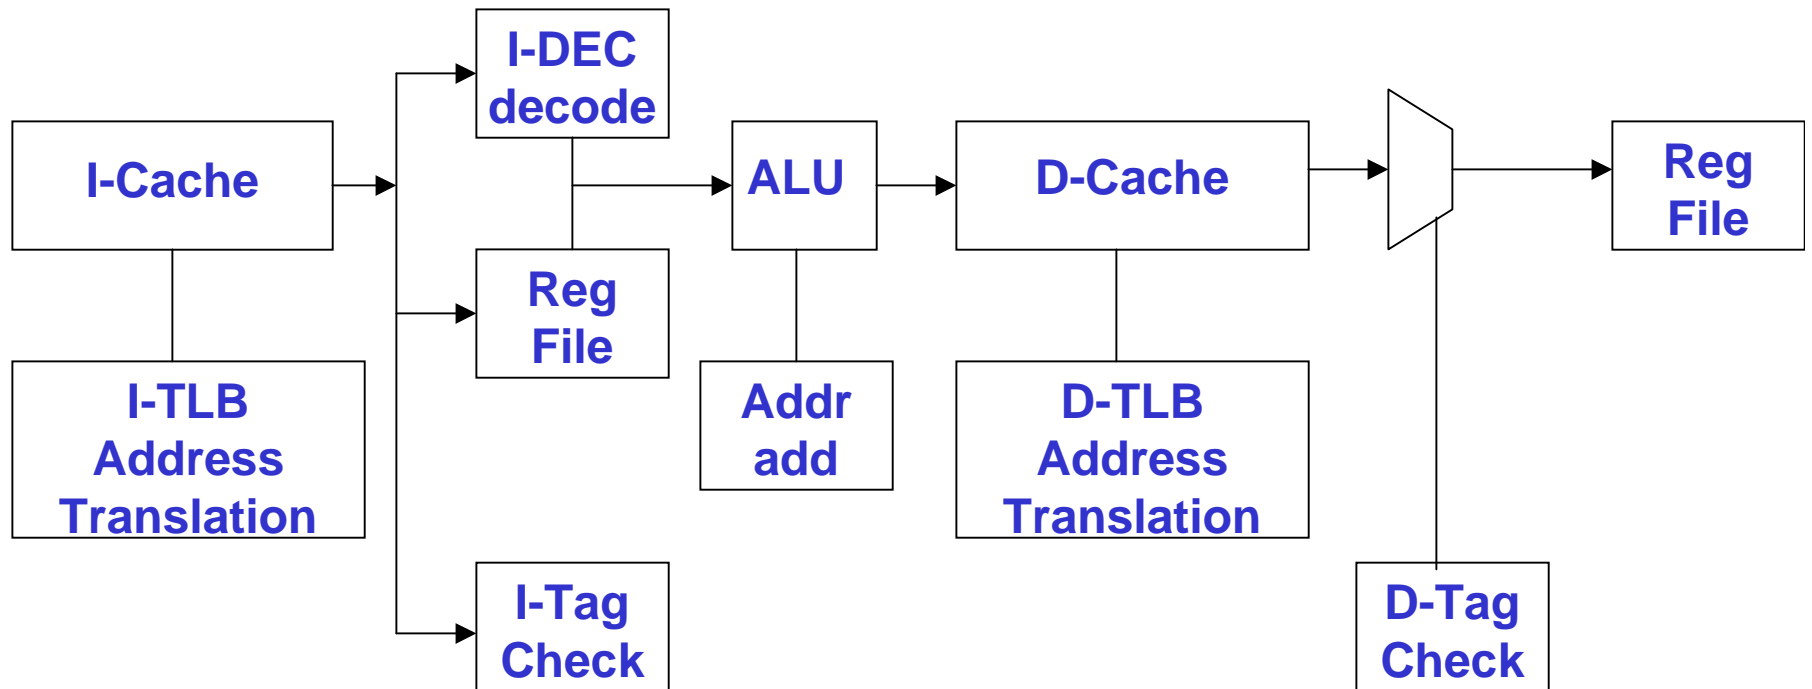 I-DEC
decode
I-Cache
ALU
D-Cache
Reg
File
Reg
File
I-TLB
Address
Translation
Addr
add
D-TLB
Address
Translation
I-Tag
Check
D-Tag
Check